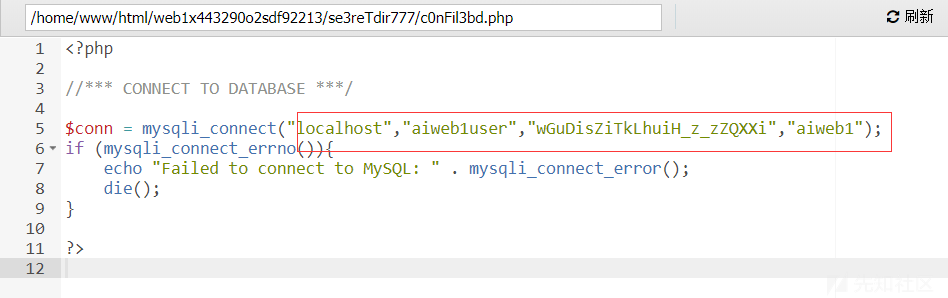 /home/www/html/web1x443290o2sdf92213/se3reTdir777/c0nFil3bd.php
刷新
1 <?php
2
3 //*** CONNECT TO DATABASE ***/
4
5 $conn = mysqli_connect("localhost","aiweb1user","wGuDisZiTkLhuiH_z_zZQXXi","aiweb1");
6 if (mysqli_connect_errno()){
7 echo "Failed to connect to MySQL: " . mysqli_connect_error();
8 die();
9 }
10
11 ?>
12
先知社区